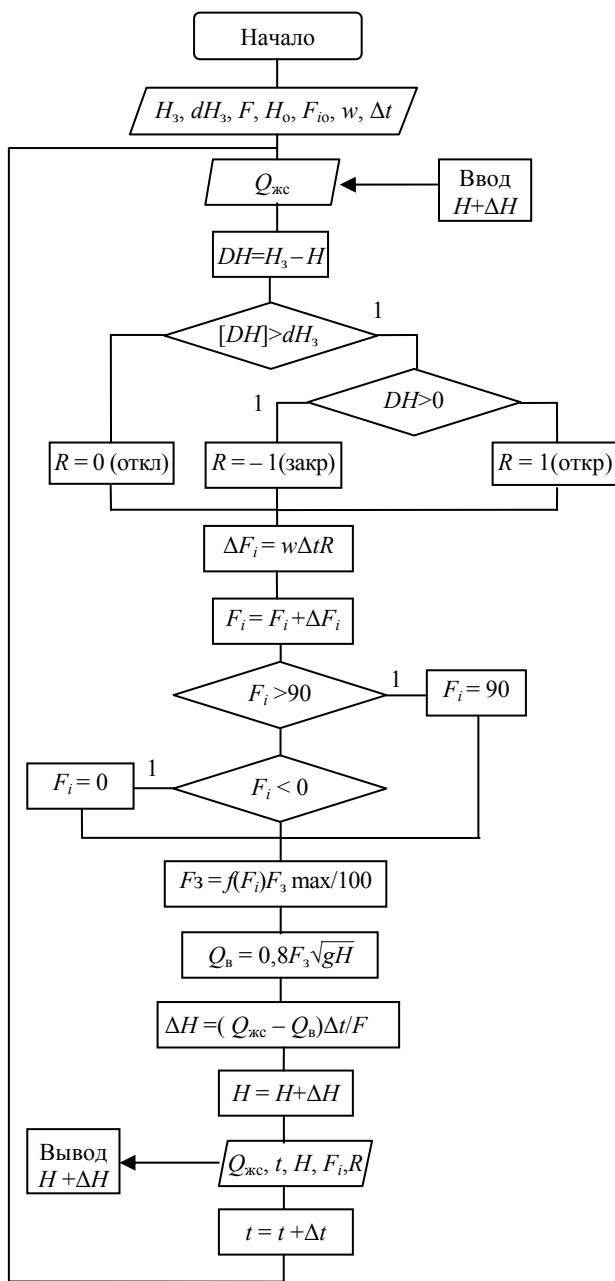 Начало
Hз, dHз, F, Hо, Fiо, w, Δt
Qжс
Ввод
H+ΔH
DH=Hз – H
[DH]>dHз
1
DH>0
1
R = 0 (откл)
R = – 1(закр)
R = 1(откр)
ΔFi = wΔtR
Fi = Fi +ΔFi
Fi >90
1
Fi = 90
Fi = 0
1
Fi < 0
Fз = f(Fi)Fз max/100
Qв = 0,8Fз√gH
ΔH =( Qжс – Qв)Δt/F
H = H+ΔH
Вывод
H +ΔH
Qжс, t, H, Fi,R
t = t +Δt